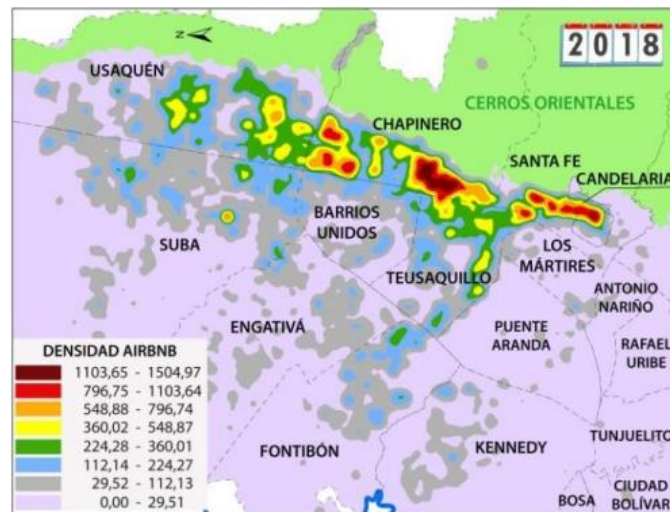 2018
N
USAQUÉN
CERROS ORIENTALES
CHAPINERO
SANTA FE
CANDELARIA
BARRIOS
UNIDOS
SUBA
LOS
MÁRTIRES
TEUSAQUILLO
ANTONIO
NARIÑO
ENGATIVÁ
PUENTE
ARANDA
RAFAEL
URIBE
DENSIDAD AIRBNB
1103,65 - 1504,97
796,75 - 1103,64
548,88 - 796,74
360,02 - 548,87
224,28 - 360,01
112,14 - 224,27
29,52 - 112,13
0,00 - 29,51
FONTIBÓN
KENNEDY
TUNJUELITO
CIUDAD
BOLÍVAR
BOSA